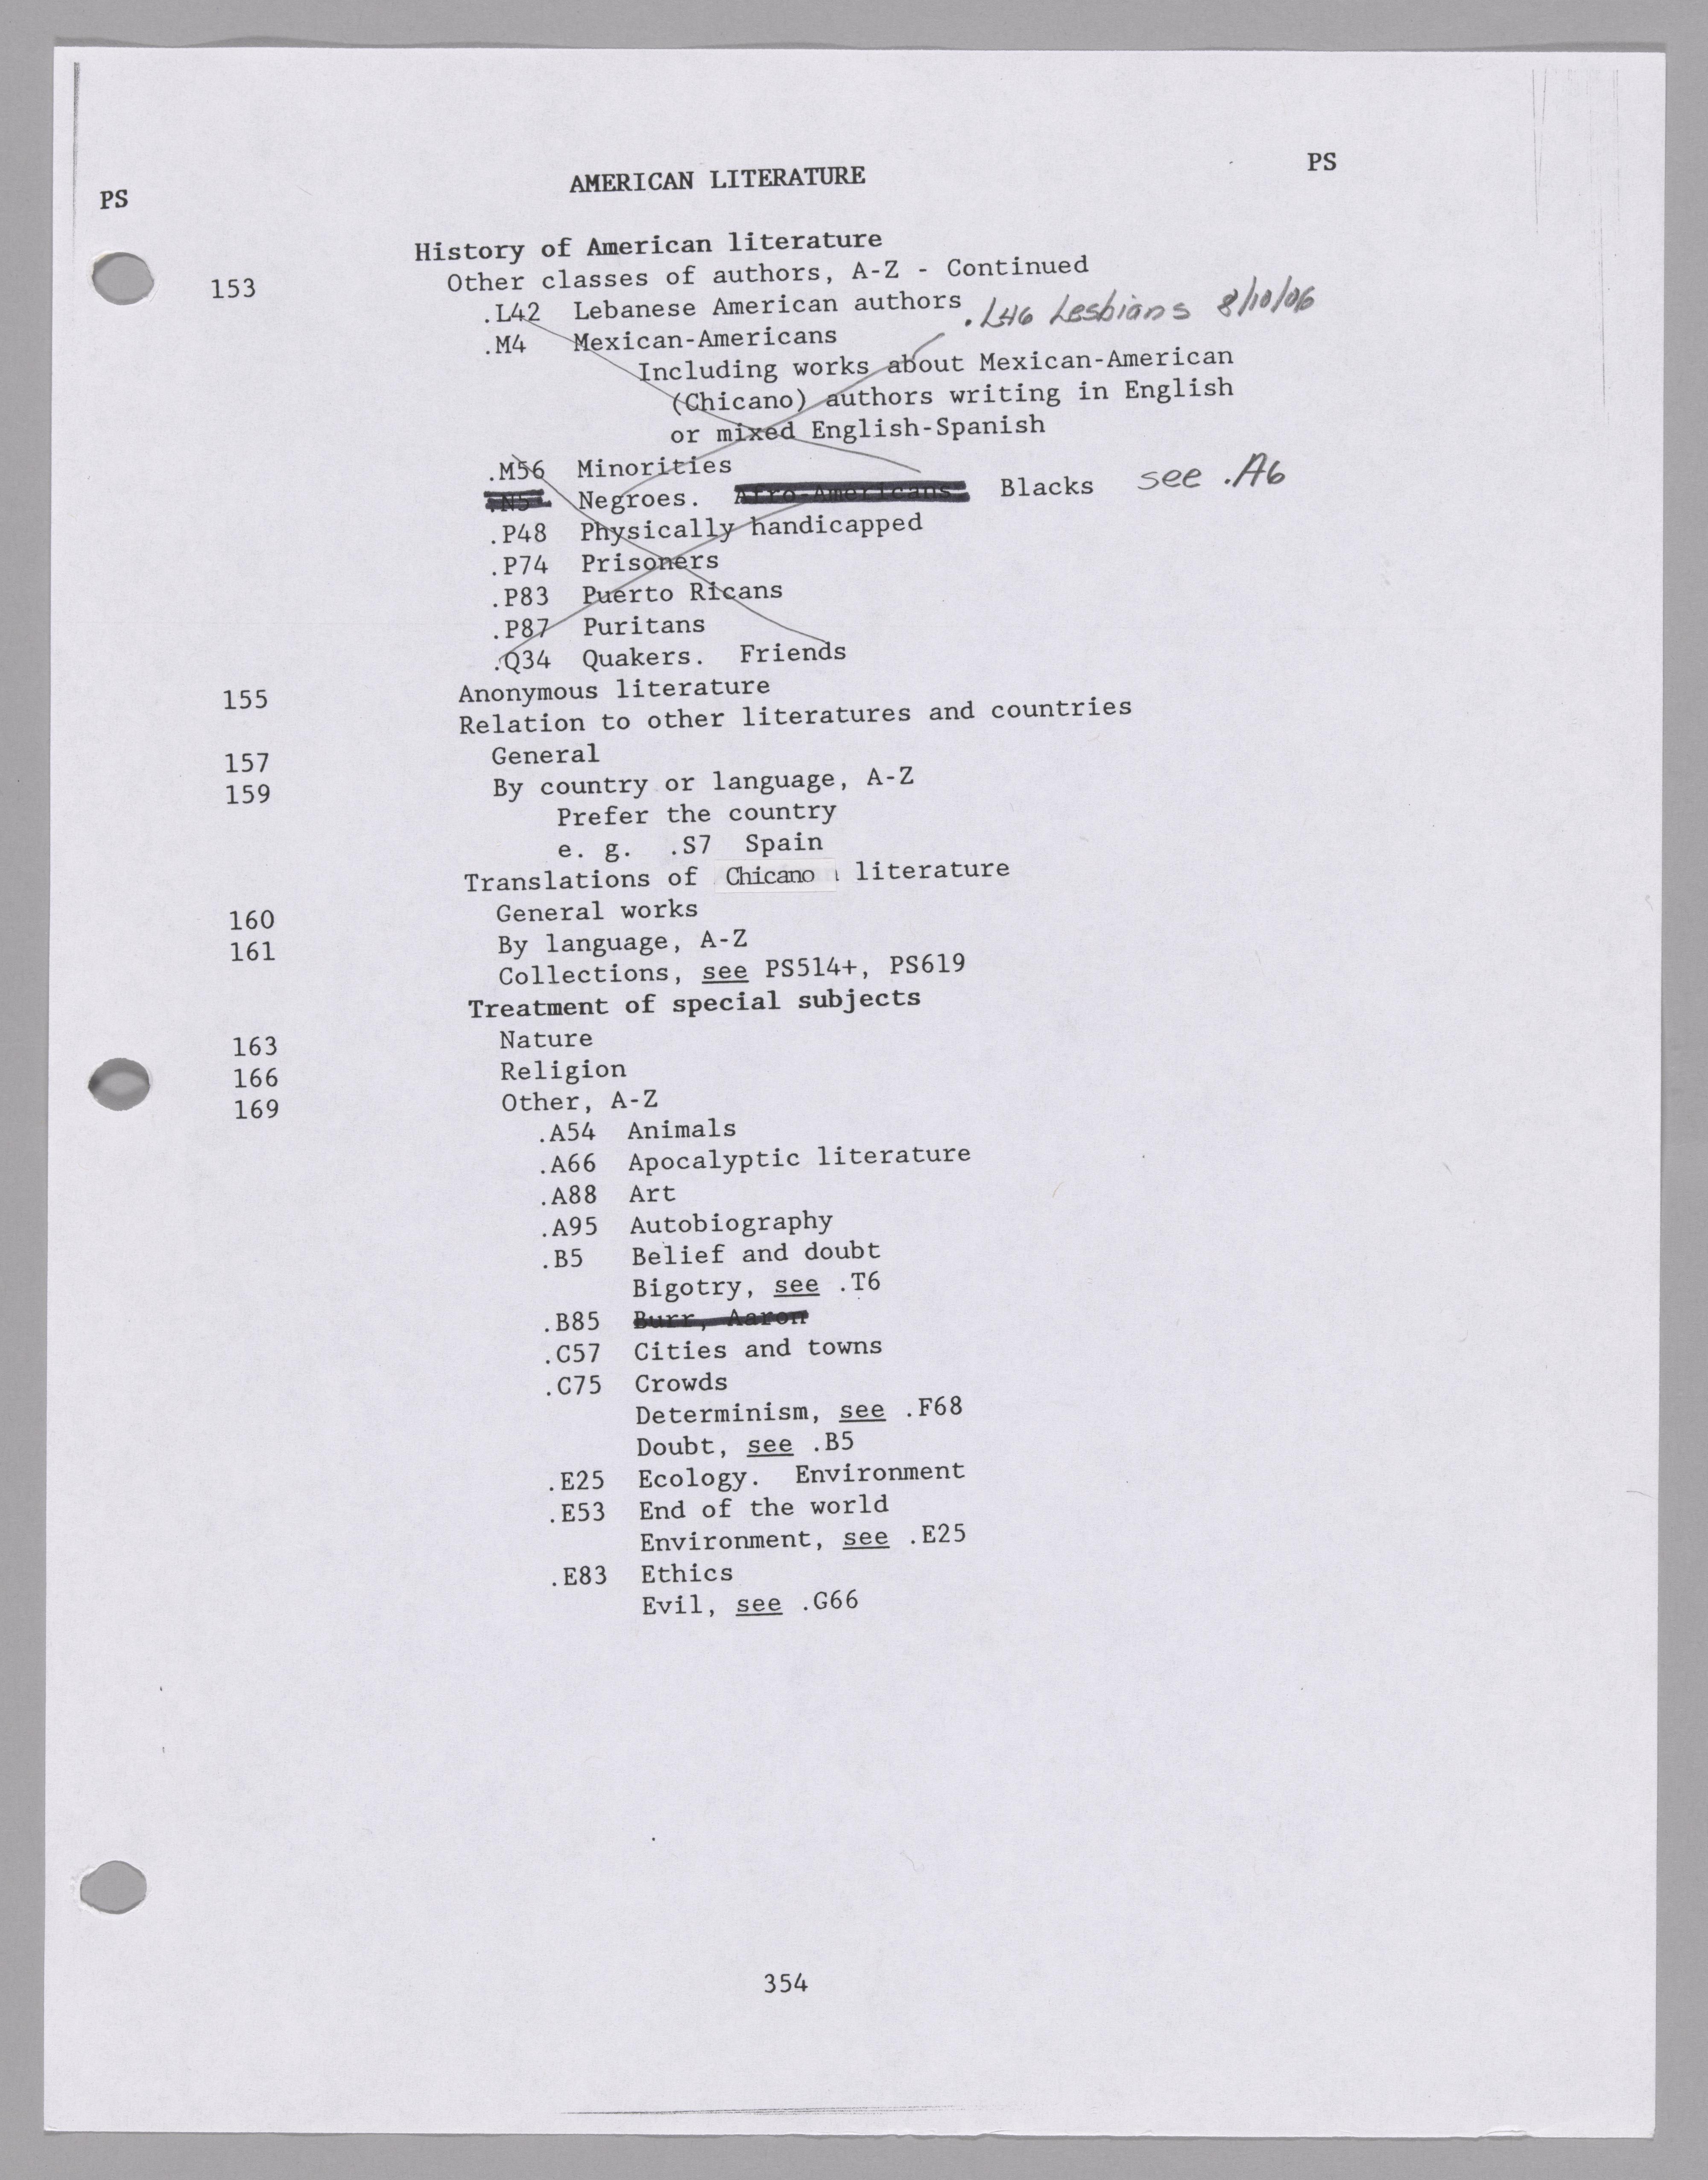 PS AMERICAN LITERATURE PS
History of American literature
153 Other classes of authors, A-Z - Continued
.L42 Lebanese American authors .L46 Lesbians 8/10/06
.M4 Mexican-Americans
Including works about Mexican-American
(Chicano) authors writing in English
or mixed English-Spanish
.M56 Minorities
.N5 Negroes. Afro-Americans. Blacks see .A6
.P48 Physically handicapped
.P74 Prisoners
.P83 Puerto Ricans
.P87 Puritans
.Q34 Quakers. Friends
155 Anonymous literature
Relation to other literatures and countries
157 General
159 By country or language, A-Z
Prefer the country
e. g. .S7 Spain
Translations of Chicano literature
160 General works
161 By language, A-Z
Collections, see PS514+, PS619
Treatment of special subjects
163 Nature
166 Religion
169 Other, A-Z
.A54 Animals
.A66 Apocalyptic literature
.A88 Art
.A95 Autobiography
.B5 Belief and doubt
Bigotry, see .T6
.B85 Burr, Aaron
.C57 Cities and towns
.C75 Crowds
Determinism, see .F68
Doubt, see .B5
.E25 Ecology. Environment
.E53 End of the world
Environment, see .E25
.E83 Ethics
Evil, see .G66
354